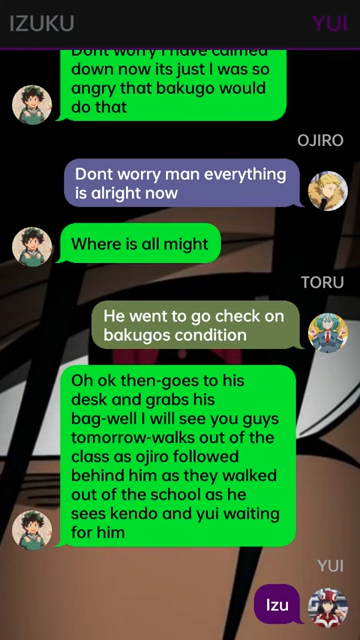 IZUKU
YUI
Dont worry I have calmed
down now its just I was so
angry that bakugo would
do that
OJIRO
Dont worry man everything
is alright now
Where is all might
TORU
He went to go check on
bakugos condition
Oh ok then-goes to his
desk and grabs his
bag-well I will see you guys
tomorrow-walks out of the
class as ojiro followed
behind him as they walked
out of the school as he
sees kendo and yui waiting
for him
YUI
Izu